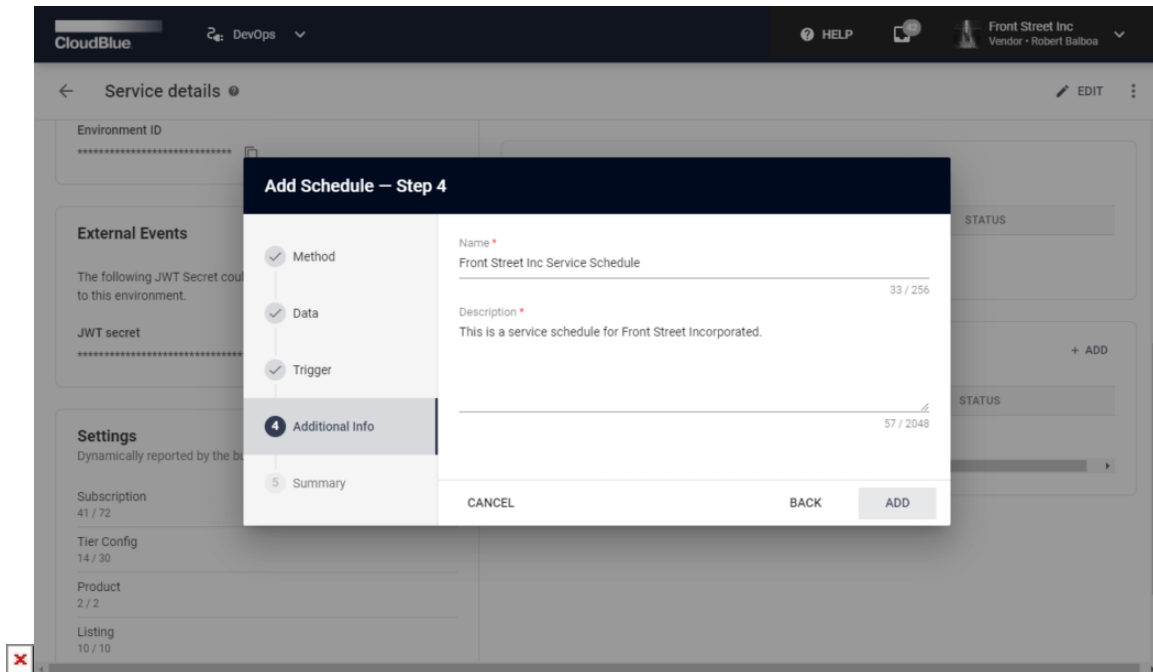 CloudBlue
DevOps
HELP
Front Street Inc
Vendor • Robert Balboa
Service details
EDIT
Environment ID
*****************************
Add Schedule — Step 4
STATUS
External Events
The following JWT Secret coul
to this environment.
JWT secret
*******************************
Method
Data
Trigger
4 Additional Info
5 Summary
Name *
Front Street Inc Service Schedule
33 / 256
Description *
This is a service schedule for Front Street Incorporated.
57 / 2048
+ ADD
STATUS
Settings
Dynamically reported by the bu
Subscription
41 / 72
CANCEL
BACK
ADD
Tier Config
14 / 30
Product
2 / 2
Listing
10 / 10